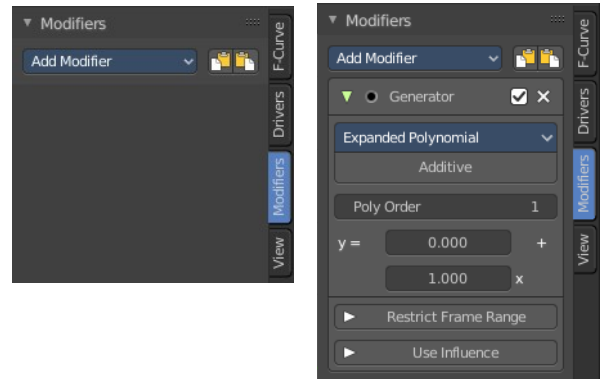 Modifiers
Add Modifier
F-Curve
Drivers
Modifiers
View
Modifiers
Add Modifier
Generator
Expanded Polynomial
Additive
Poly Order 1
y = 0.000 +
1.000 x
Restrict Frame Range
Use Influence
F-Curve
Drivers
Modifiers
View